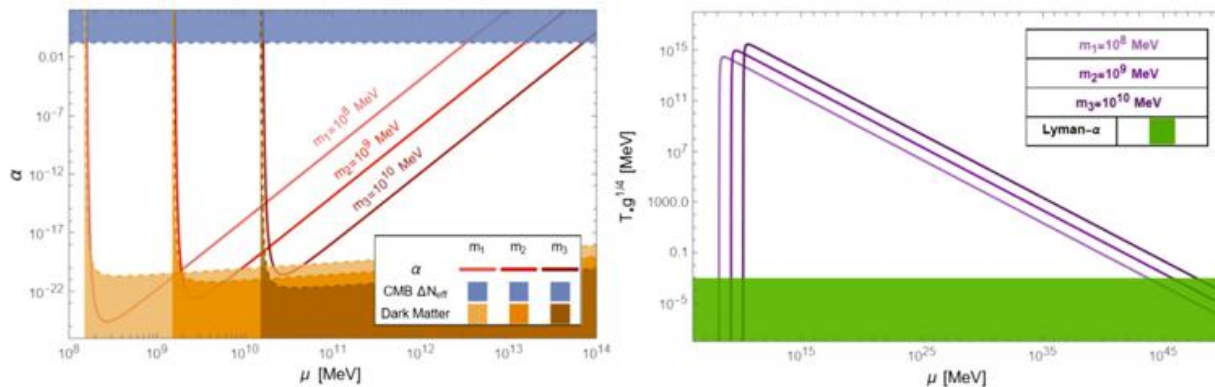 0.01
10⁻⁷
10⁻¹²
10⁻¹⁷
10⁻²²
α
m₁=10⁸ MeV
m₂=10⁹ MeV
m₃=10¹⁰ MeV
m₁ m₂ m₃
α
CMB ΔN_eff
Dark Matter
10⁸ 10⁹ 10¹⁰ 10¹¹ 10¹² 10¹³ 10¹⁴
μ [MeV]
10¹⁵
10¹¹
10⁷
1000.0
0.1
10⁻⁵
T⁎g^1/4 [MeV]
m₁=10⁸ MeV
m₂=10⁹ MeV
m₃=10¹⁰ MeV
Lyman-α
10¹⁵ 10²⁵ 10³⁵ 10⁴⁵
μ [MeV]